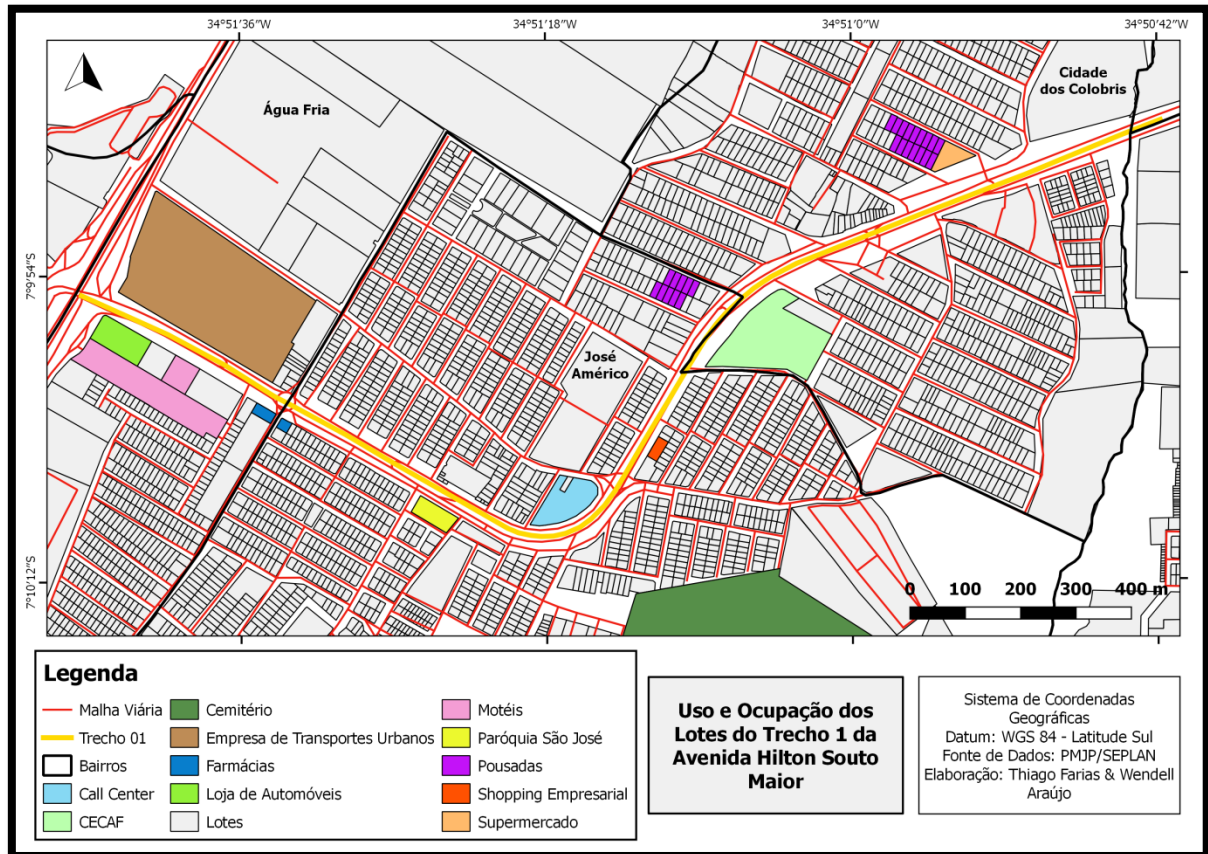 34°51'36"W
34°51'18"W
34°51'0"W
34°50'42"W
7°9'54"S
7°10'12"S
Água Fria
Cidade
dos Colobris
José
Américo
0 100 200 300 400 m
Legenda
Malha Viária
Trecho 01
Bairros
Call Center
CECAF
Cemitério
Empresa de Transportes Urbanos
Farmácias
Loja de Automóveis
Lotes
Motéis
Paróquia São José
Pousadas
Shopping Empresarial
Supermercado
Uso e Ocupação dos
Lotes do Trecho 1 da
Avenida Hilton Souto
Maior
Sistema de Coordenadas
Geográficas
Datum: WGS 84 - Latitude Sul
Fonte de Dados: PMJP/SEPLAN
Elaboração: Thiago Farias & Wendell
Araújo